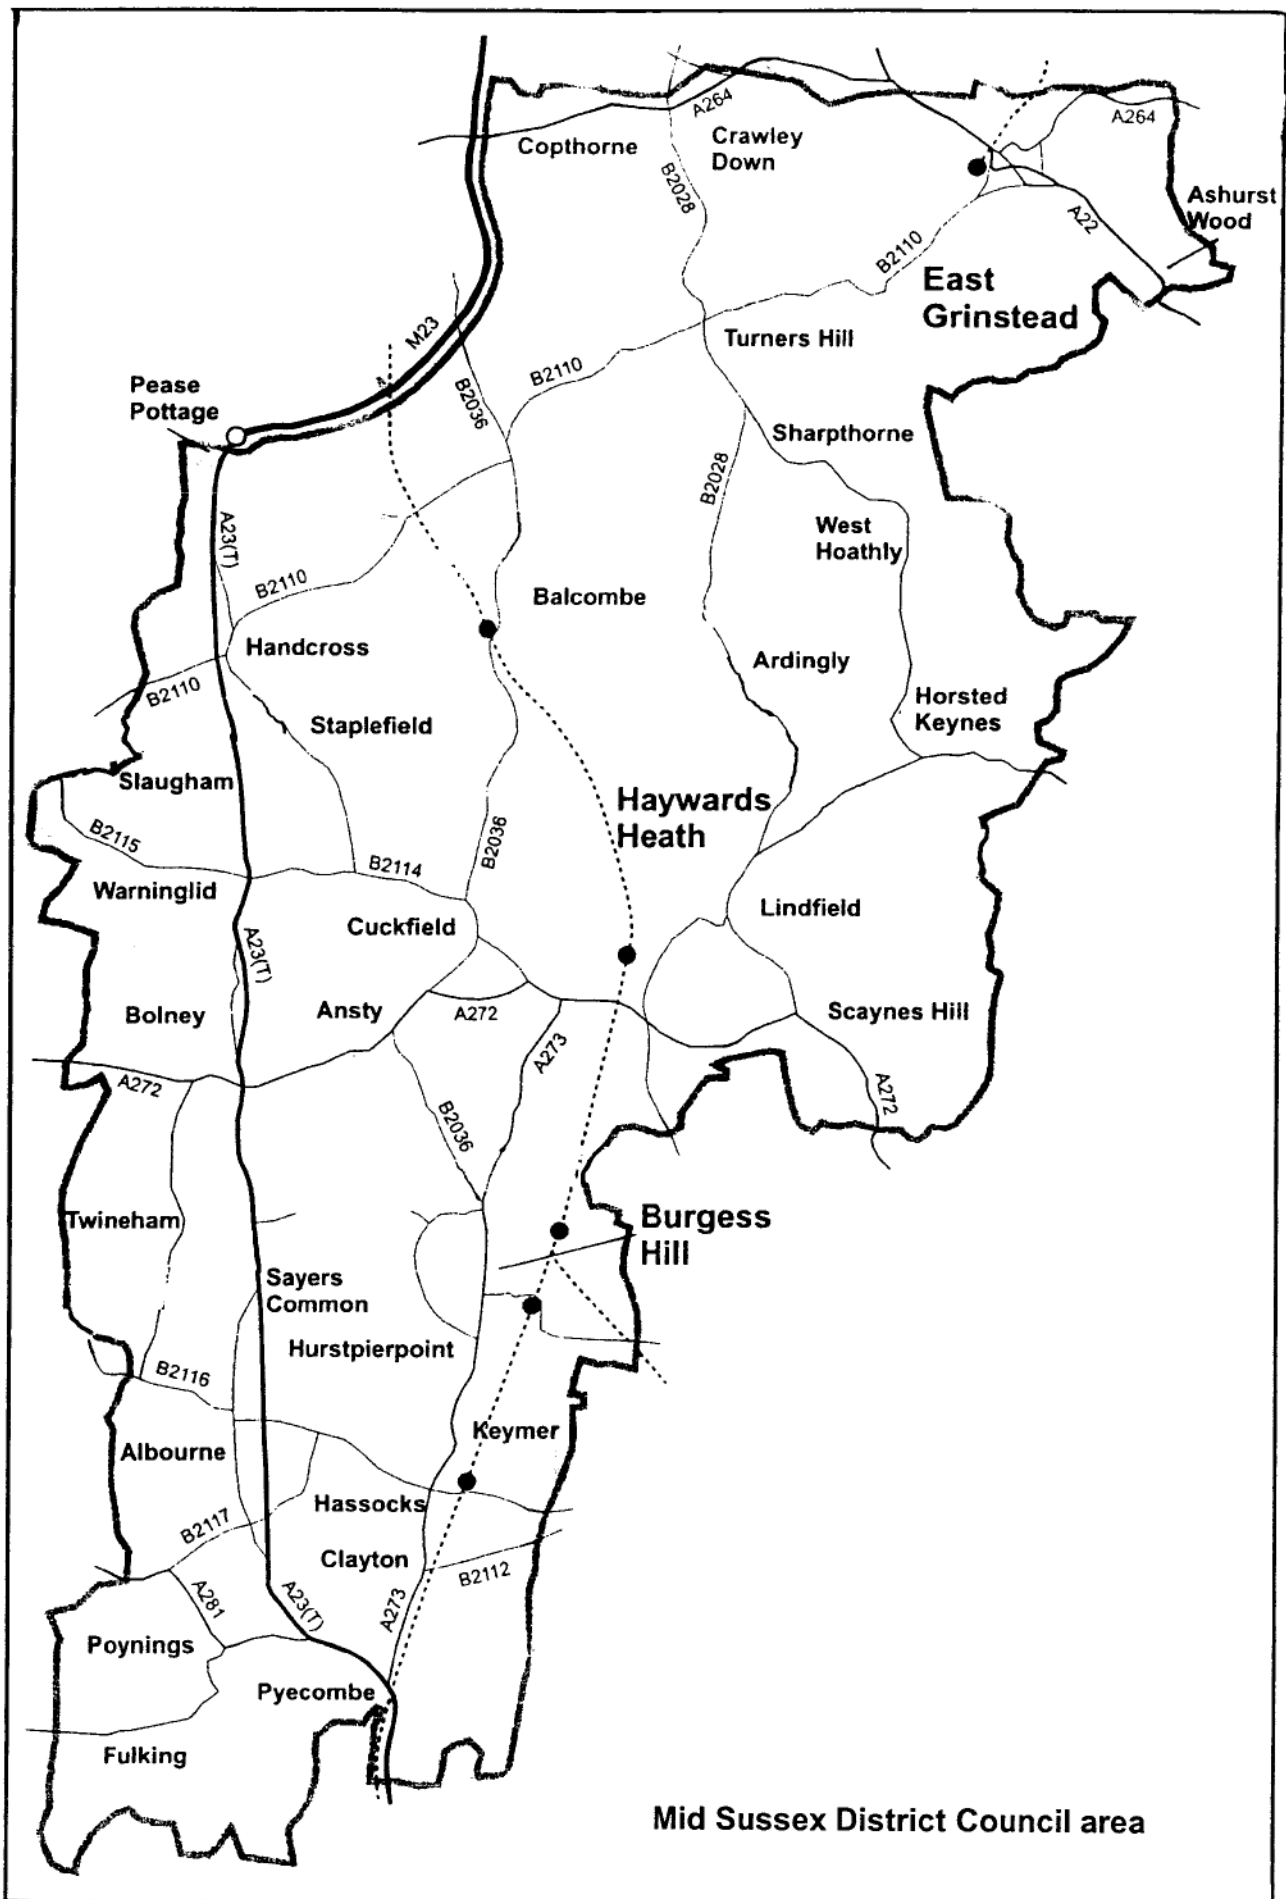 A264
Copthorne
Crawley
Down
A264
B2028
Ashurst
Wood
A22
B2110
East
Grinstead
M23
Turners Hill
B2110
Pease
Pottage
B2036
Sharpthorne
B2028
A23(T)
West
Hoathly
B2110
Balcombe
Handcross
Ardingly
B2110
Horsted
Keynes
Staplefield
Slaugham
Haywards
Heath
B2115
B2036
B2114
Warninglid
Lindfield
Cuckfield
A23(T)
Bolney
Ansty
A272
Scaynes Hill
A273
A272
A272
B2036
Twineham
Burgess
Hill
Sayers
Common
Hurstpierpoint
B2116
Keymer
Albourne
Hassocks
B2117
Clayton
B2112
A281
A23(T)
A273
Poynings
Pyecombe
Fulking
Mid Sussex District Council area